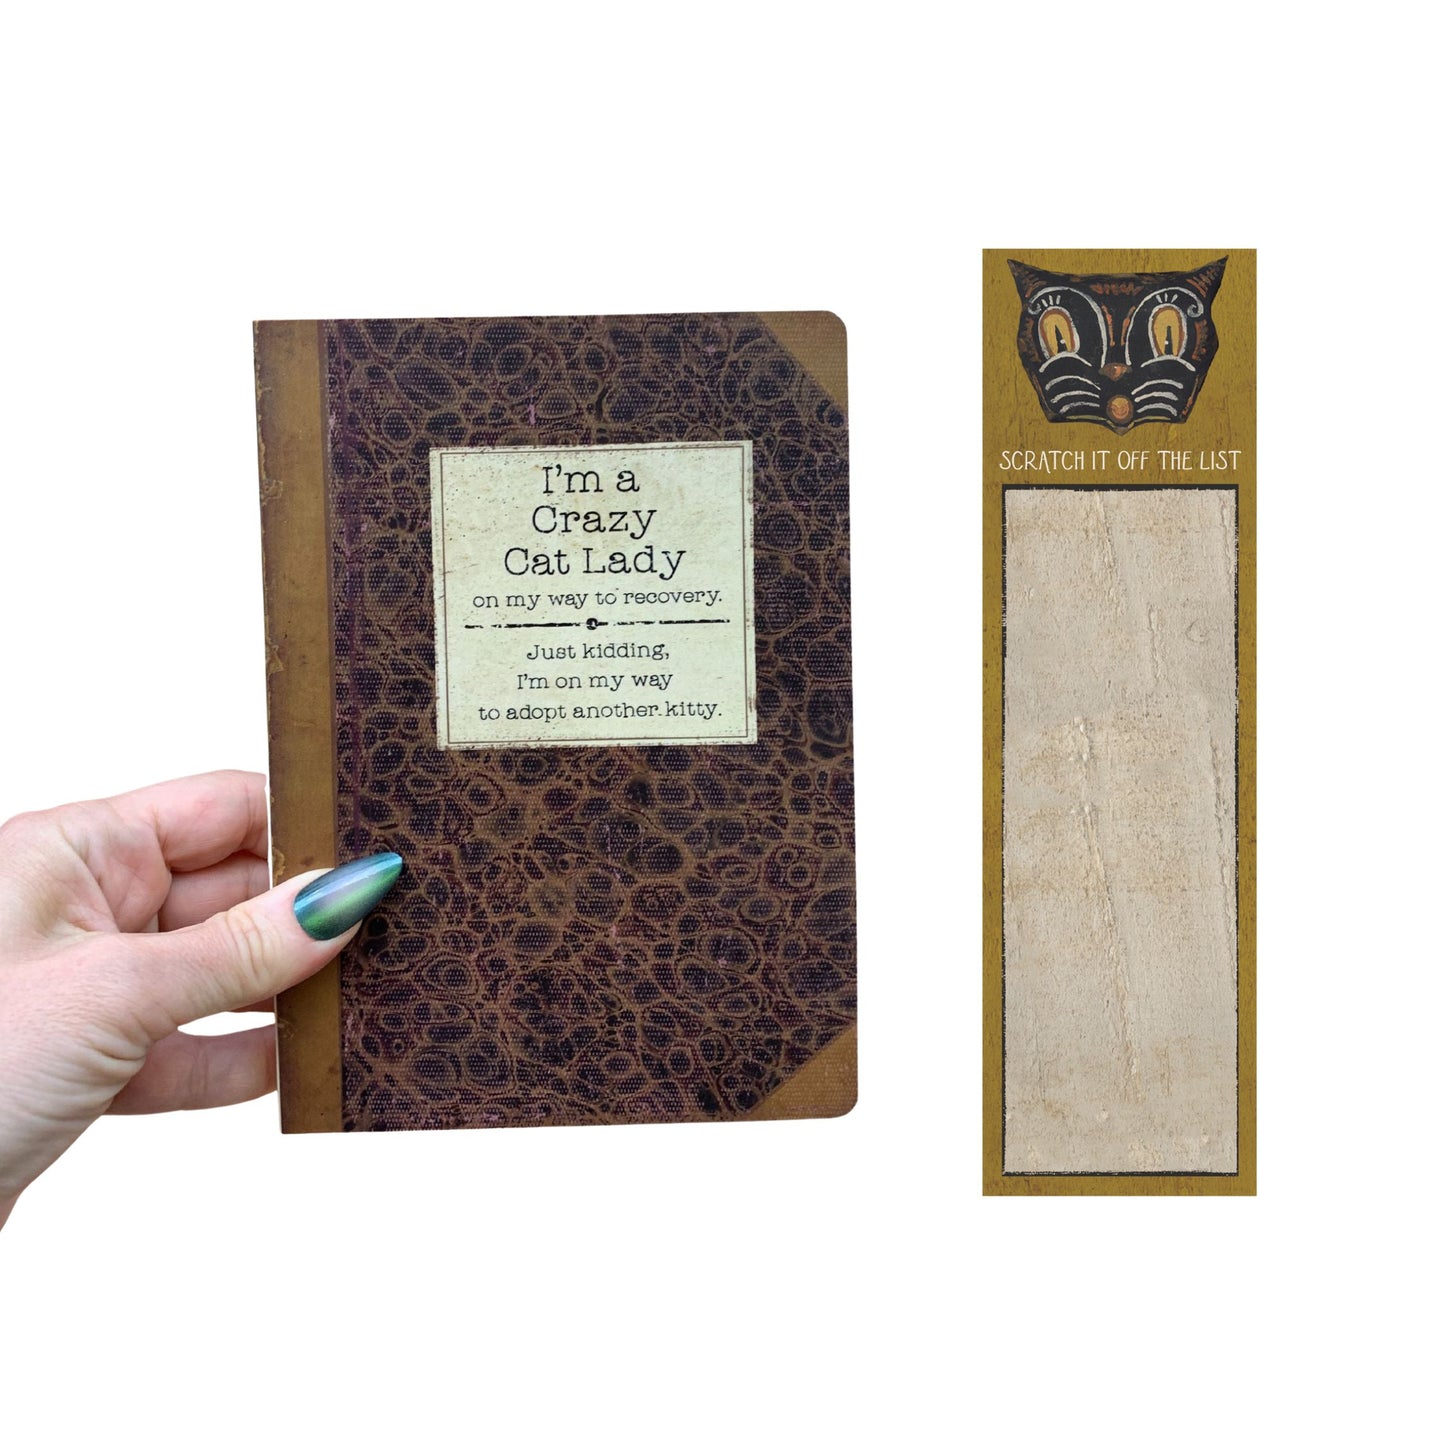 I'm a
Crazy
Cat Lady
on my way to recovery.
Just kidding,
I'm on my way
to adopt another kitty.
SCRATCH IT OFF THE LIST